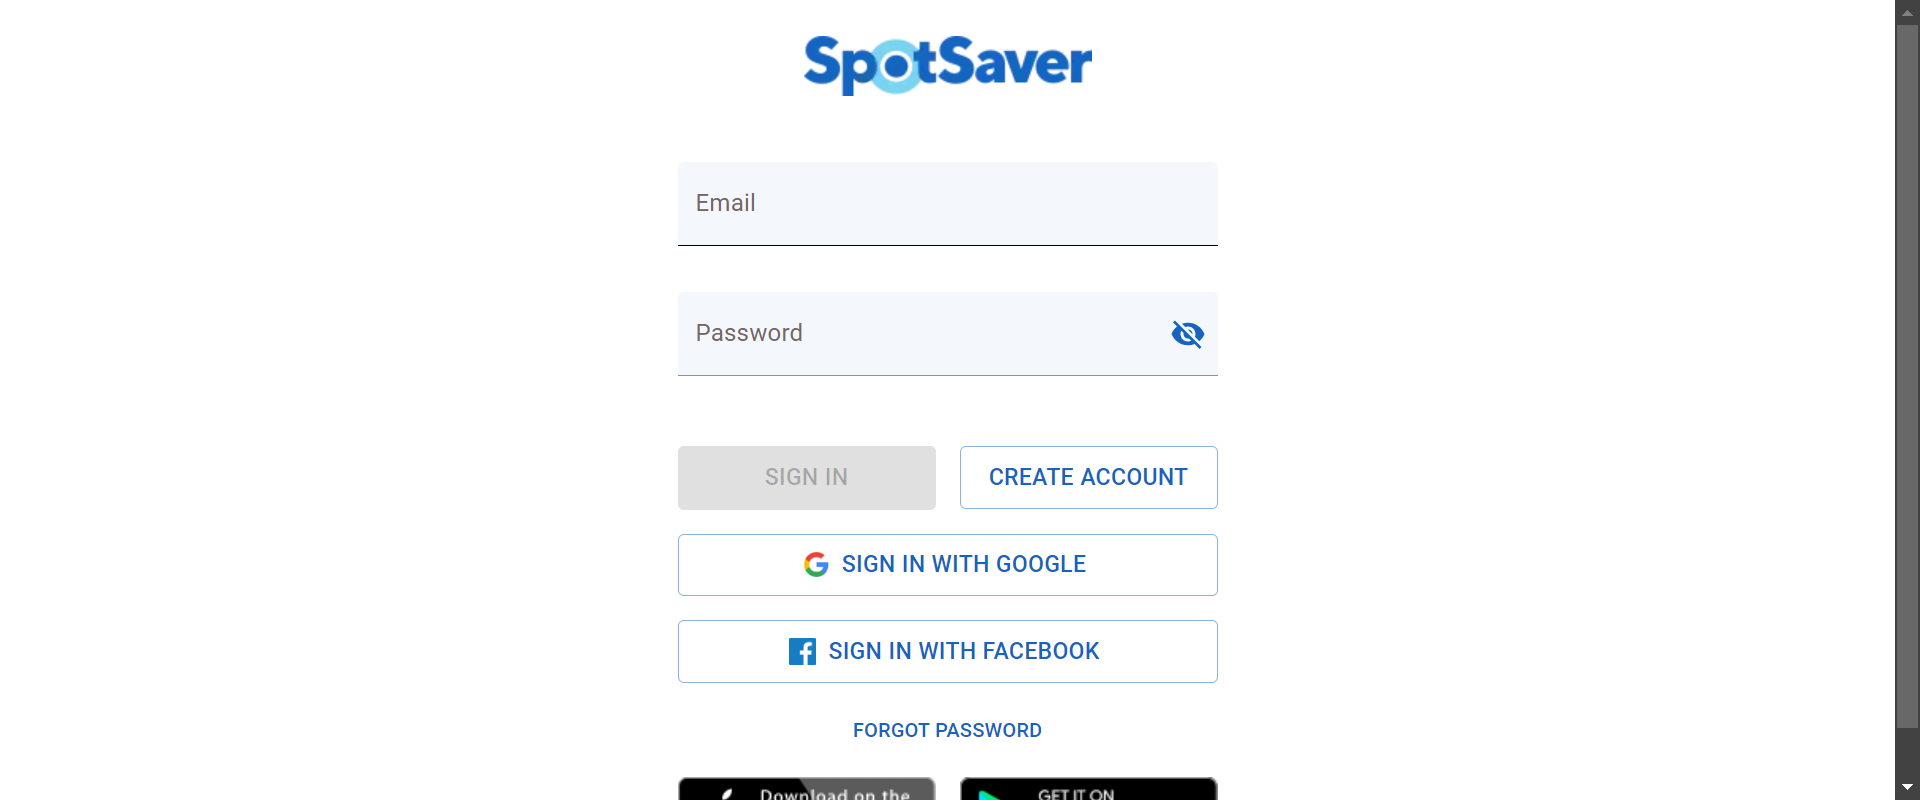 SpotSaver
Email
Password
SIGN IN
CREATE ACCOUNT
SIGN IN WITH GOOGLE
SIGN IN WITH FACEBOOK
FORGOT PASSWORD
Download on the
GET IT ON